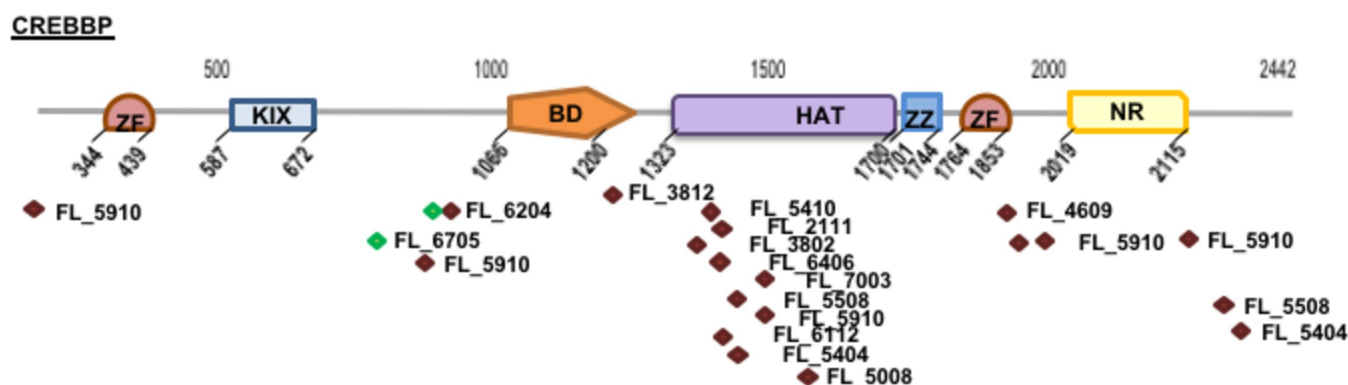 CREBBP
500 1000 1500 2000 2442
ZF KIX BD HAT ZZ ZF NR
344 439 587 672 1066 1200 1323 1700 1701 1744 1764 1853 2019 2115
FL_3812
FL_5910 FL_6204 FL_5410 FL_4609
FL_2111
FL_6705 FL_3802 FL_5910 FL_5910
FL_5910 FL_6406
FL_7003
FL_5508 FL_5508
FL_5910
FL_6112 FL_5404
FL_5404
FL_5008